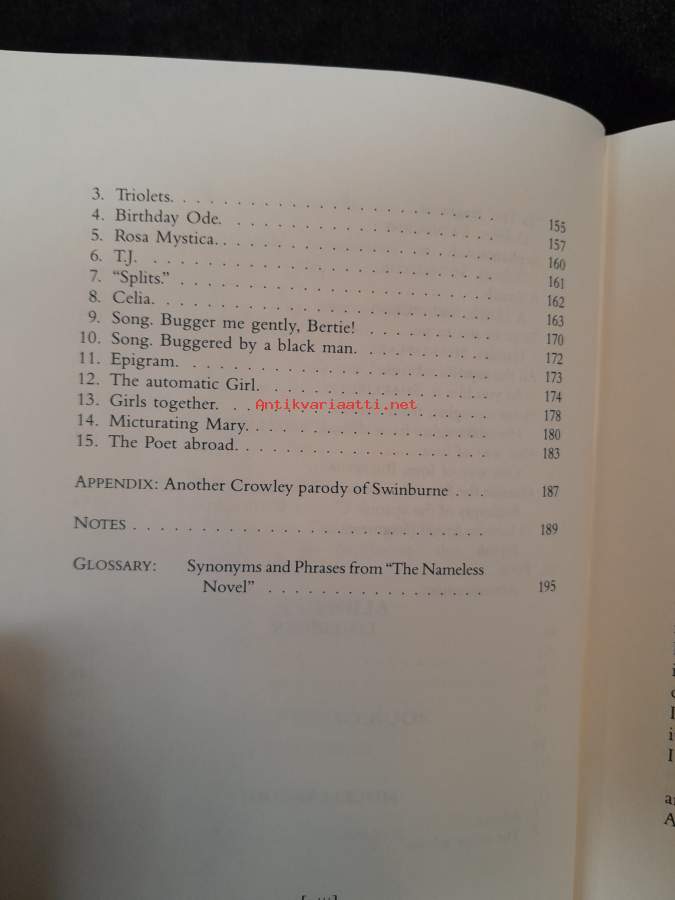 3. Triolets. . . . . . . . . . . . . . . . . . . . . . . . 155
4. Birthday Ode. . . . . . . . . . . . . . . . . . . . . 157
5. Rosa Mystica. . . . . . . . . . . . . . . . . . . . . 160
6. T.J. . . . . . . . . . . . . . . . . . . . . . . . . . 161
7. “Splits.” . . . . . . . . . . . . . . . . . . . . . . . 162
8. Celia. . . . . . . . . . . . . . . . . . . . . . . . . 163
9. Song. Bugger me gently, Bertie! . . . . . . . . . 170
10. Song. Buggered by a black man. . . . . . . . . . 172
11. Epigram. . . . . . . . . . . . . . . . . . . . . . . 173
12. The automatic Girl. . . . . . . . . . . . . . . . . 174
13. Girls together. . . . . . . . . . . . . . . . . . . . 178
Antikvariaatti.net
14. Micturating Mary. . . . . . . . . . . . . . . . . . 180
15. The Poet abroad. . . . . . . . . . . . . . . . . . . 183
APPENDIX: Another Crowley parody of Swinburne . . . 187
NOTES . . . . . . . . . . . . . . . . . . . . . . . . . . 189
GLOSSARY: Synonyms and Phrases from “The Nameless
Novel” . . . . . . . . . . . . . . . . . 195